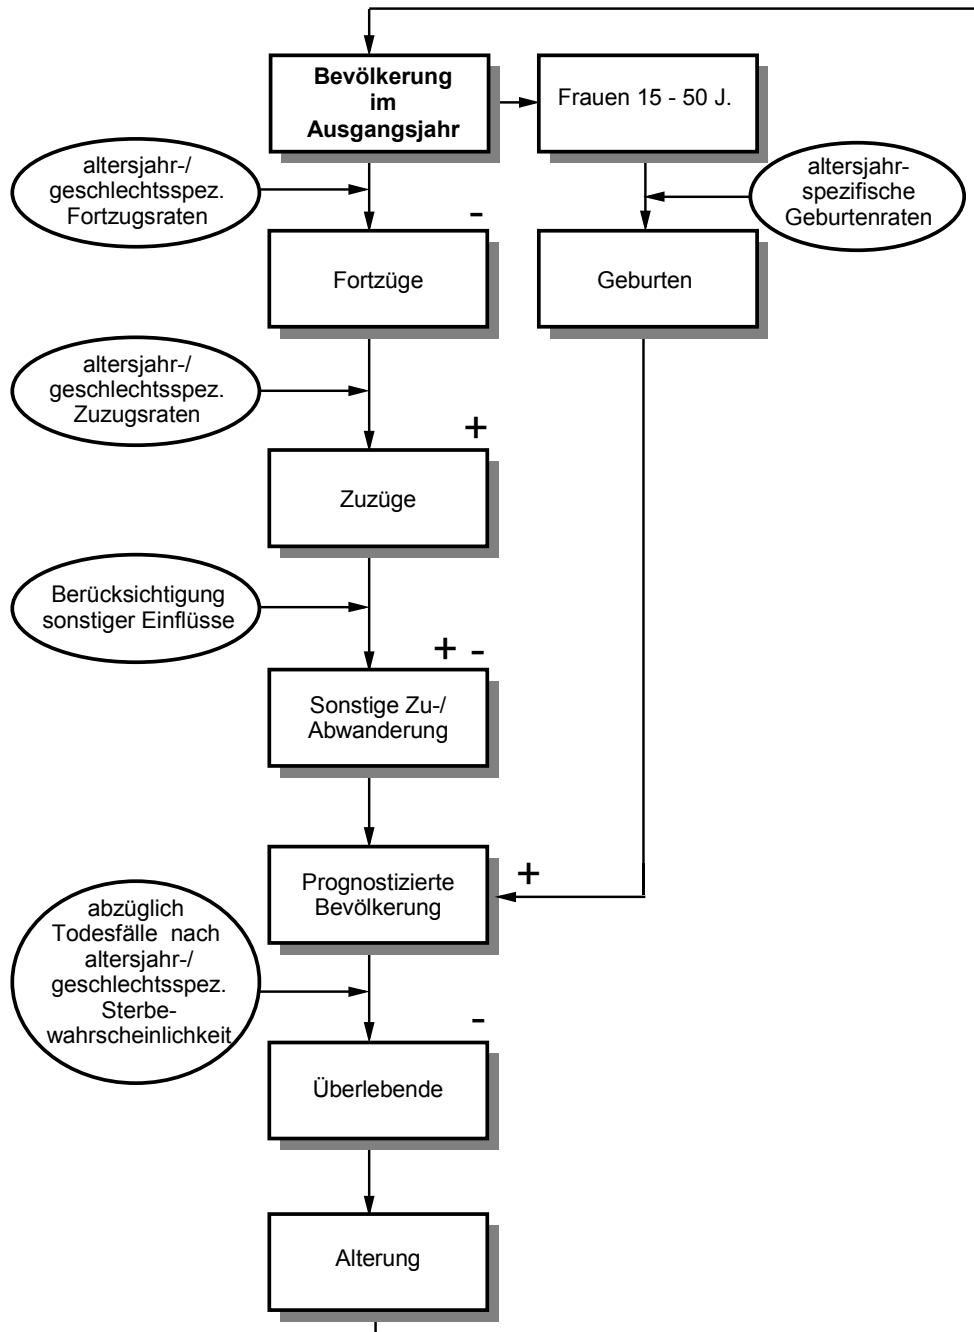 Bevölkerung
im
Ausgangsjahr
Frauen 15 - 50 J.
altersjahr-/
geschlechtsspez.
Fortzugsraten
altersjahr-
spezifische
Geburtenraten
-
Fortzüge
Geburten
altersjahr-/
geschlechtsspez.
Zuzugsraten
+
Zuzüge
Berücksichtigung
sonstiger Einflüsse
+ -
Sonstige Zu-/
Abwanderung
+
Prognostizierte
Bevölkerung
abzüglich
Todesfälle nach
altersjahr-/
geschlechtsspez.
Sterbe-
wahrscheinlichkeit
-
Überlebende
Alterung